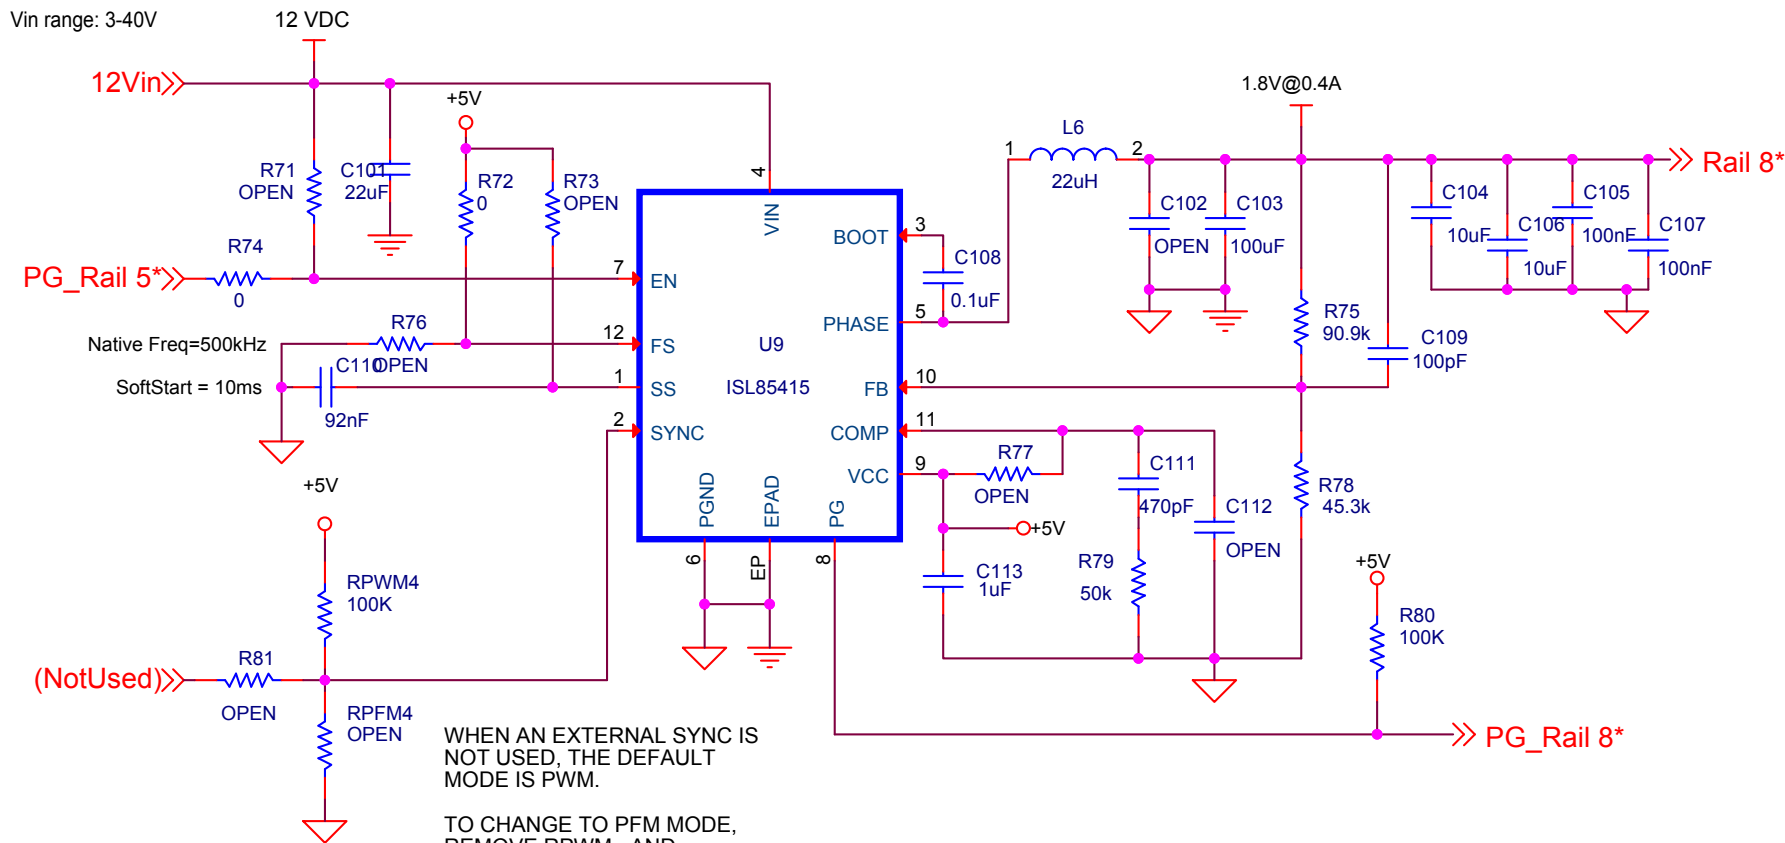 Vin range: 3-40V
12 VDC
12Vin
+5V
R71
OPEN
C101
22uF
R72
0
R73
OPEN
R74
0
PG_Rail 5*
Native Freq=500kHz
SoftStart = 10ms
R76
OPEN
C110
92nF
4
VIN
7
EN
12
FS
1
SS
2
SYNC
U9
ISL85415
BOOT
3
PHASE
5
FB
10
COMP
11
VCC
9
PGND
6
EPAD
EP
PG
8
C108
0.1uF
1
L6
2
22uH
1.8V@0.4A
Rail 8*
C102
OPEN
C103
100uF
C104
10uF
C106
10uF
C105
100nF
C107
100nF
R75
90.9k
C109
100pF
R77
OPEN
C111
470pF
C112
OPEN
R78
45.3k
+5V
C113
1uF
R79
50k
+5V
R80
100K
PG_Rail 8*
+5V
RPWM4
100K
R81
OPEN
(NotUsed)
RPFM4
OPEN
WHEN AN EXTERNAL SYNC IS
NOT USED, THE DEFAULT
MODE IS PWM.
TO CHANGE TO PFM MODE,